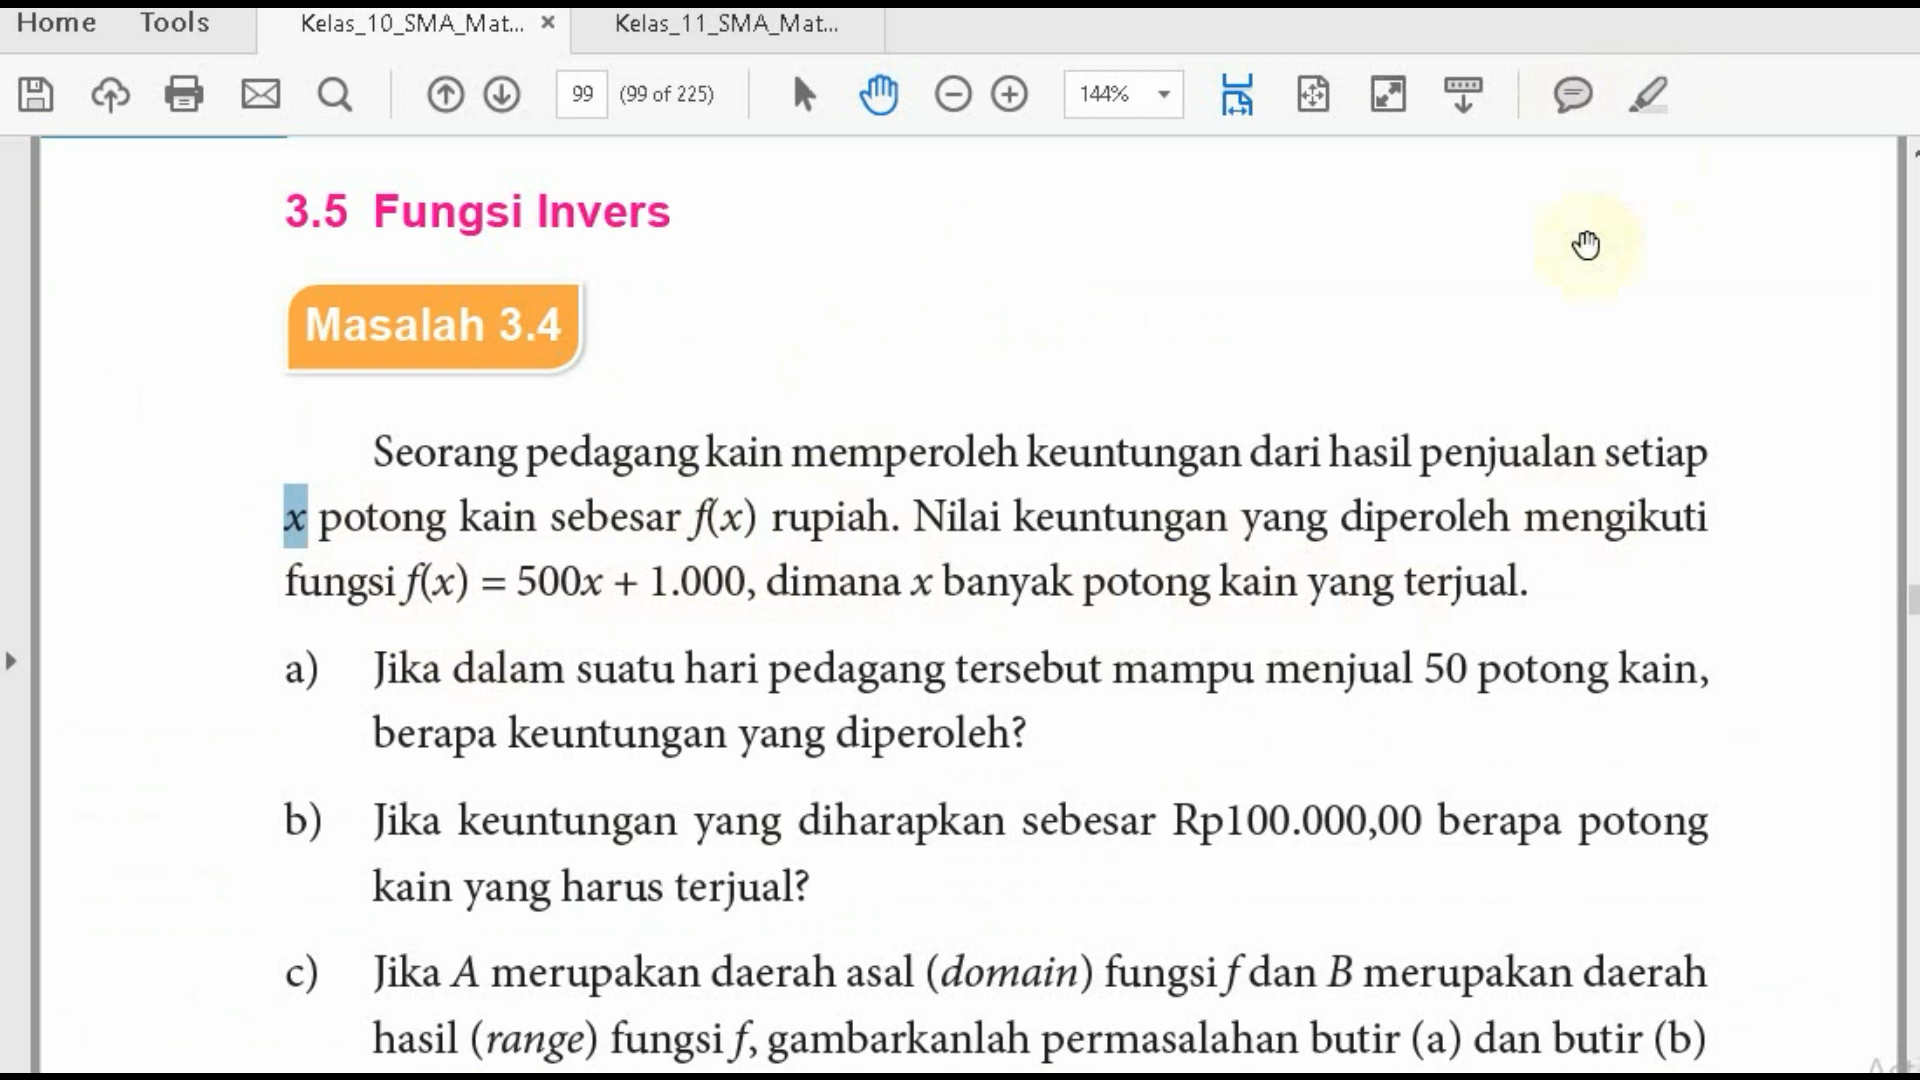 Home Tools Kelas_10_SMA_Mat... × Kelas_11_SMA_Mat...
99 (99 of 225) 144%
3.5 Fungsi Invers
Masalah 3.4
Seorang pedagang kain memperoleh keuntungan dari hasil penjualan setiap
x potong kain sebesar f(x) rupiah. Nilai keuntungan yang diperoleh mengikuti
fungsi f(x) = 500x + 1.000, dimana x banyak potong kain yang terjual.
a) Jika dalam suatu hari pedagang tersebut mampu menjual 50 potong kain,
berapa keuntungan yang diperoleh?
b) Jika keuntungan yang diharapkan sebesar Rp100.000,00 berapa potong
kain yang harus terjual?
c) Jika A merupakan daerah asal (domain) fungsi f dan B merupakan daerah
hasil (range) fungsi f, gambarkanlah permasalahan butir (a) dan butir (b)